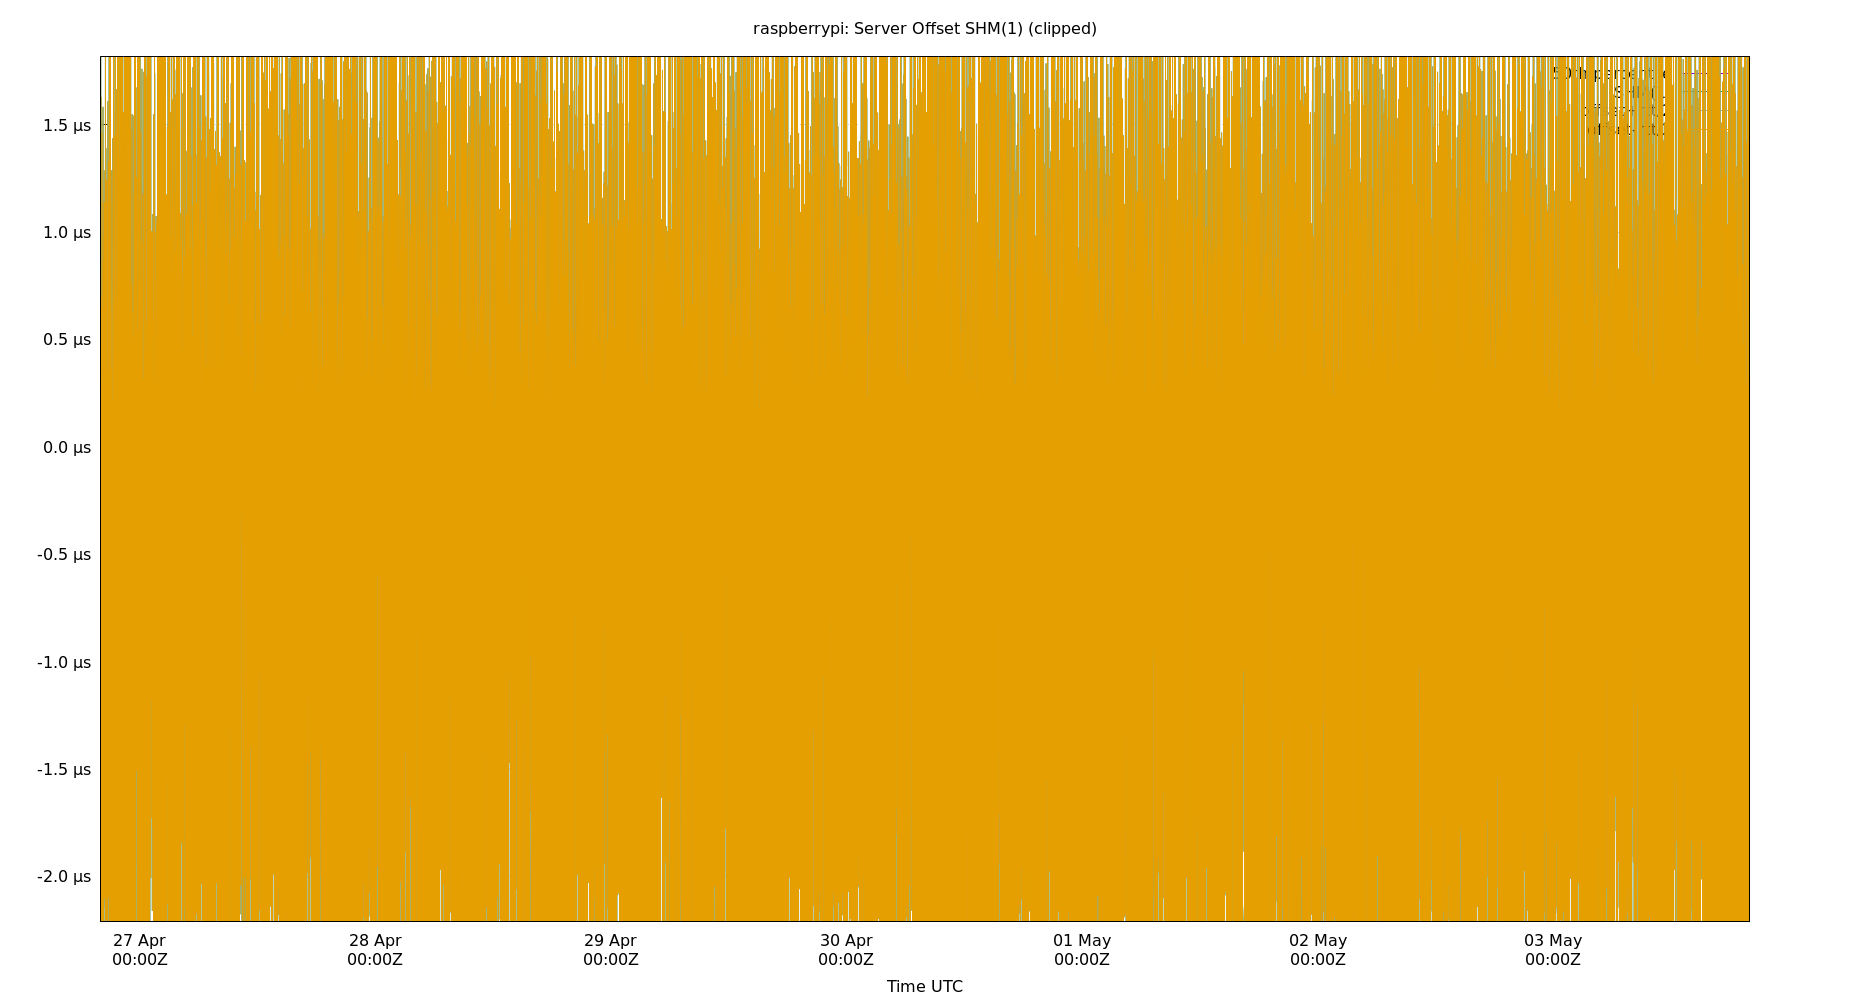 raspberrypi: Server Offset SHM(1) (clipped)
1.5 µs
1.0 µs
0.5 µs
0.0 µs
-0.5 µs
-1.0 µs
-1.5 µs
-2.0 µs
27 Apr 28 Apr 29 Apr 30 Apr 01 May 02 May 03 May
00:00Z 00:00Z 00:00Z 00:00Z 00:00Z 00:00Z 00:00Z
Time UTC